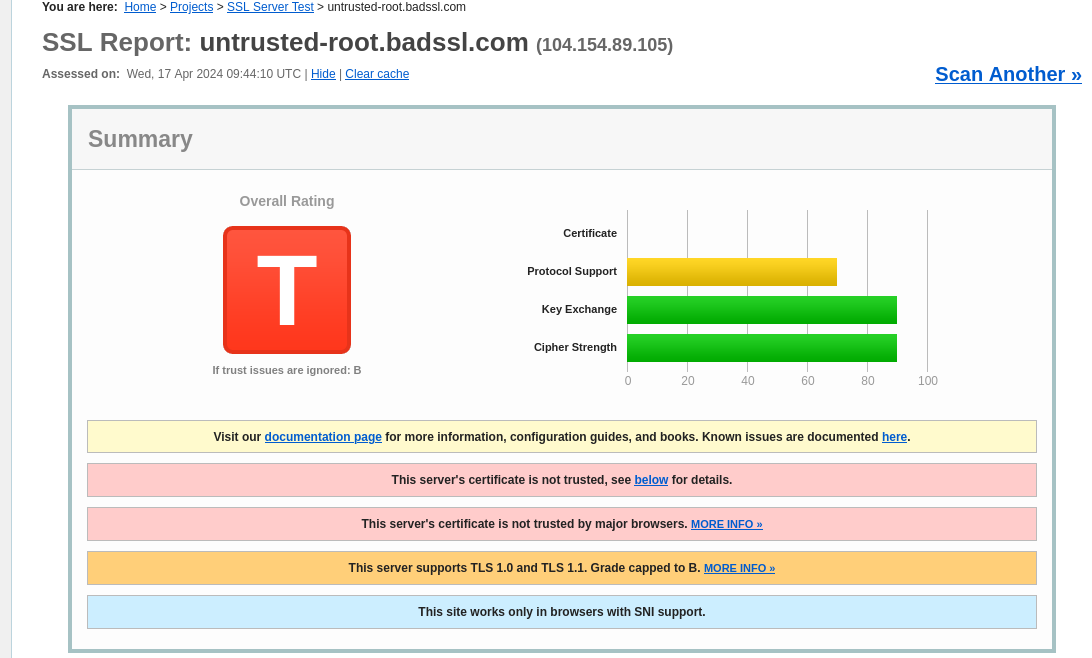 You are here: Home > Projects > SSL Server Test > untrusted-root.badssl.com
SSL Report: untrusted-root.badssl.com (104.154.89.105)
Assessed on: Wed, 17 Apr 2024 09:44:10 UTC | Hide | Clear cache
Scan Another »
Summary
Overall Rating
T
If trust issues are ignored: B
Certificate
Protocol Support
Key Exchange
Cipher Strength
0 20 40 60 80 100
Visit our documentation page for more information, configuration guides, and books. Known issues are documented here.
This server's certificate is not trusted, see below for details.
This server's certificate is not trusted by major browsers. MORE INFO »
This server supports TLS 1.0 and TLS 1.1. Grade capped to B. MORE INFO »
This site works only in browsers with SNI support.